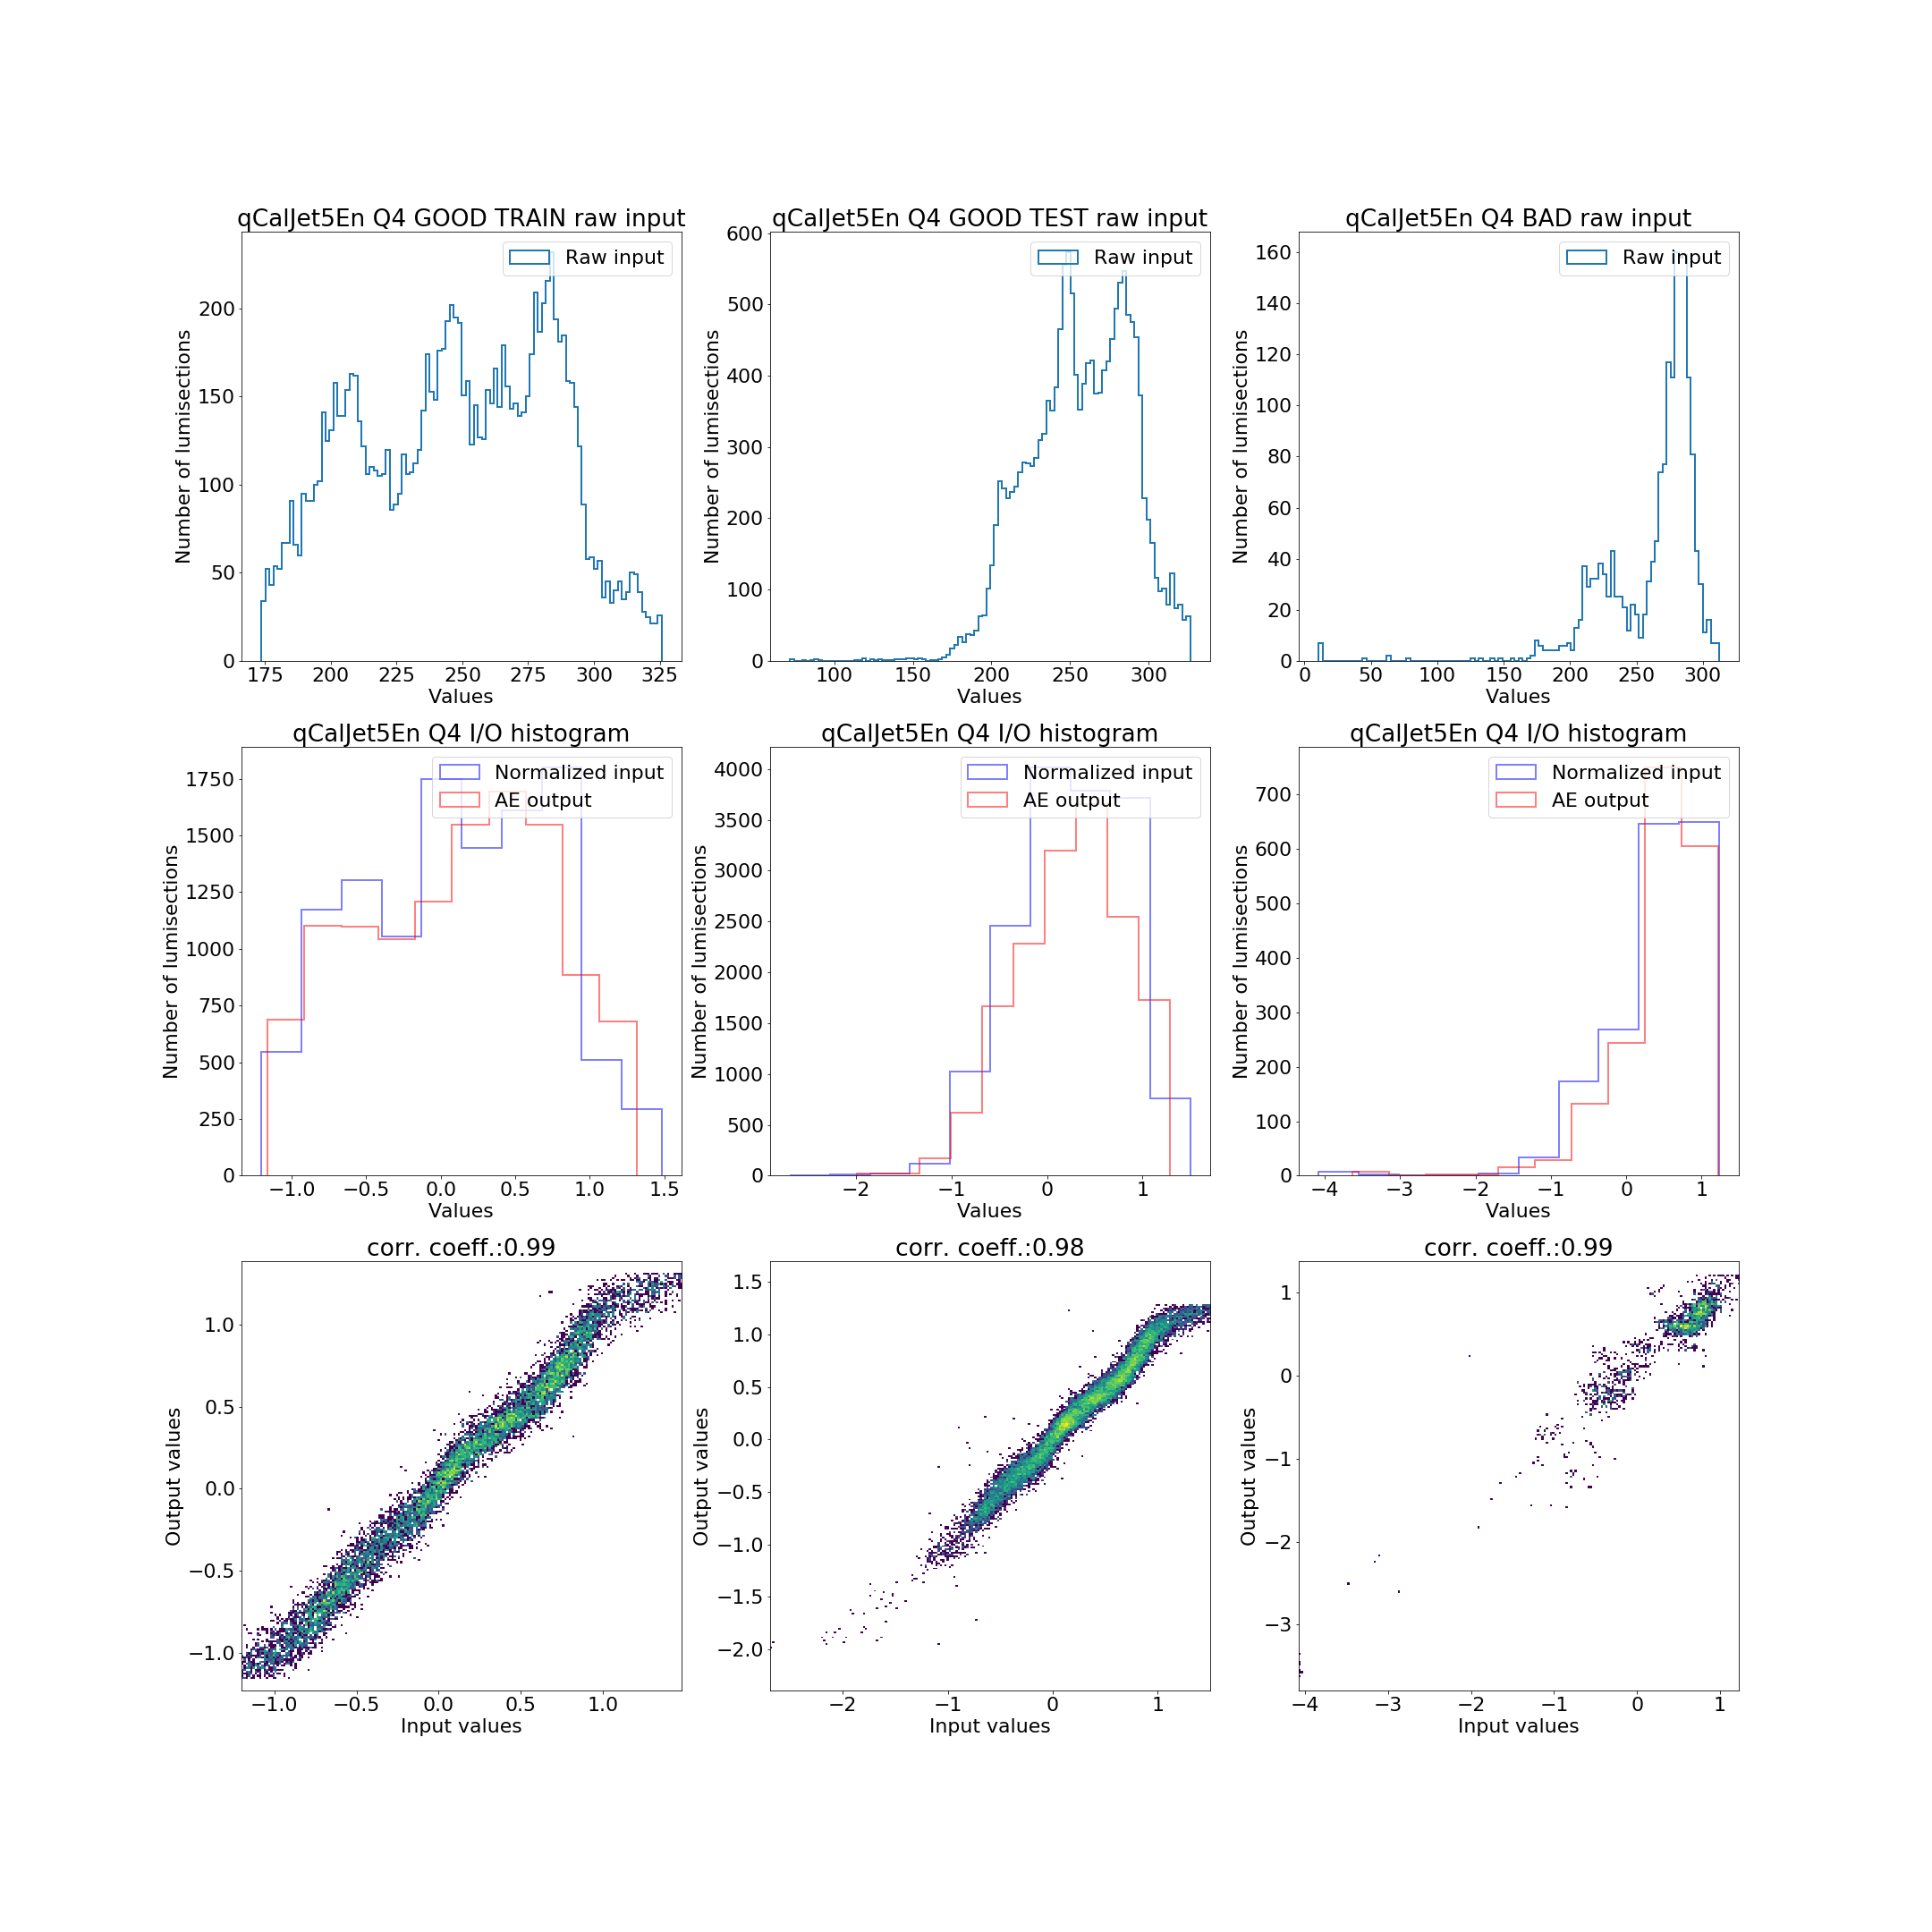 qCalJet5En Q4 GOOD TRAIN raw input
Raw input
Number of lumisections
0
50
100
150
200
175 200 225 250 275 300 325
Values
qCalJet5En Q4 GOOD TEST raw input
Raw input
Number of lumisections
0
100
200
300
400
500
600
100 150 200 250 300
Values
qCalJet5En Q4 BAD raw input
Raw input
Number of lumisections
0
20
40
60
80
100
120
140
160
0 50 100 150 200 250 300
Values
qCalJet5En Q4 I/O histogram
Normalized input
AE output
Number of lumisections
0
250
500
750
1000
1250
1500
1750
−1.0 −0.5 0.0 0.5 1.0 1.5
Values
qCalJet5En Q4 I/O histogram
Normalized input
AE output
Number of lumisections
0
500
1000
1500
2000
2500
3000
3500
4000
−2 −1 0 1
Values
qCalJet5En Q4 I/O histogram
Normalized input
AE output
Number of lumisections
0
100
200
300
400
500
600
700
−4 −3 −2 −1 0 1
Values
corr. coeff.:0.99
Output values
1.0
0.5
0.0
−0.5
−1.0
−1.0 −0.5 0.0 0.5 1.0
Input values
corr. coeff.:0.98
Output values
1.5
1.0
0.5
0.0
−0.5
−1.0
−1.5
−2.0
−2 −1 0 1
Input values
corr. coeff.:0.99
Output values
1
0
−1
−2
−3
−4 −3 −2 −1 0 1
Input values